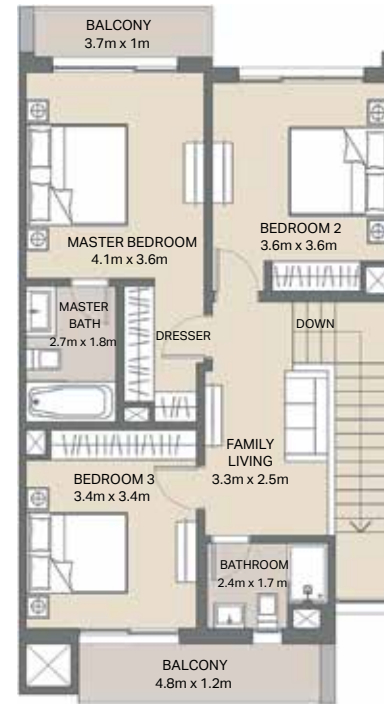 BALCONY
3.7m x 1m
BEDROOM 2
3.6m x 3.6m
MASTER BEDROOM
4.1m x 3.6m
MASTER
BATH
2.7m x 1.8m
DRESSER
DOWN
FAMILY
LIVING
3.3m x 2.5m
BEDROOM 3
3.4m x 3.4m
BATHROOM
2.4m x 1.7 m
BALCONY
4.8m x 1.2m